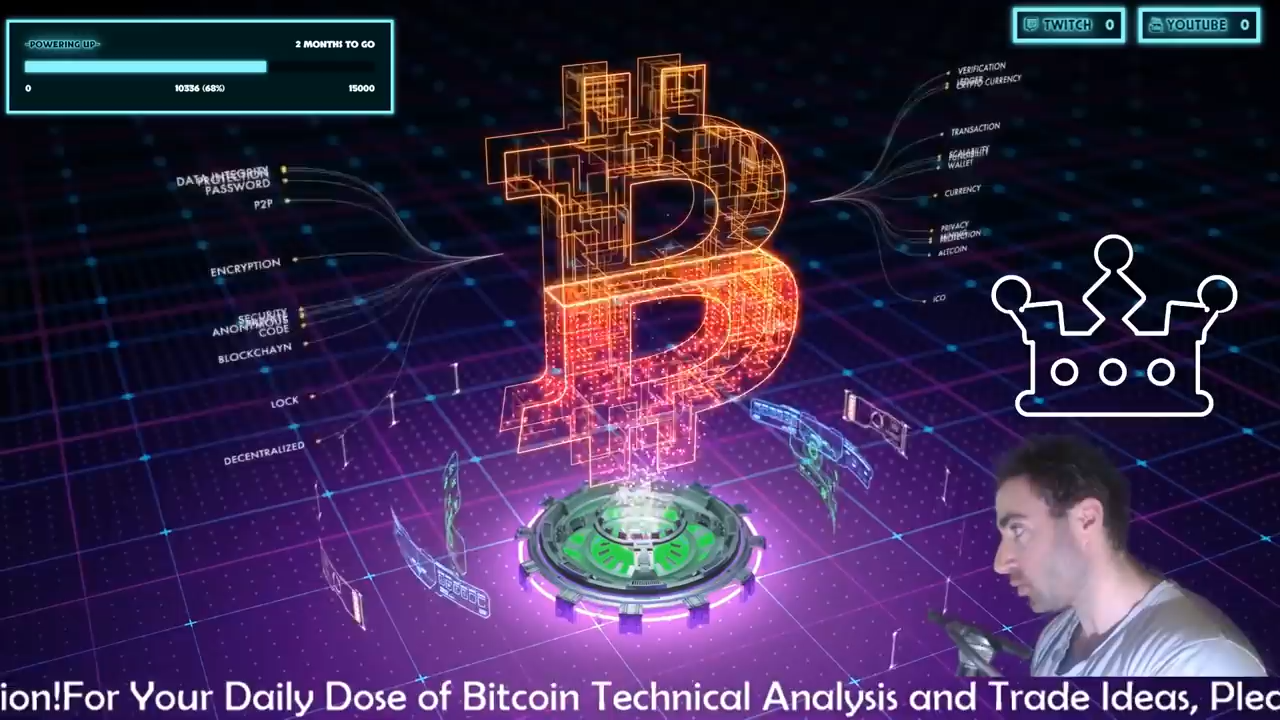 -POWERING UP-
2 MONTHS TO GO
0
10336 (68%)
15000
TWITCH 0
YOUTUBE 0
DATA INTEGRITY
PROTECTION
PASSWORD
P2P
ENCRYPTION
SECURITY
ANONYMOUS
CODE
BLOCKCHAYN
LOCK
DECENTRALIZED
VERIFICATION
LEDGER
CRYPTO CURRENCY
TRANSACTION
SCALABILITY
WALLET
CURRENCY
PRIVACY
PROTECTION
ALTCOIN
ICO
ion!For Your Daily Dose of Bitcoin Technical Analysis and Trade Ideas, Plea